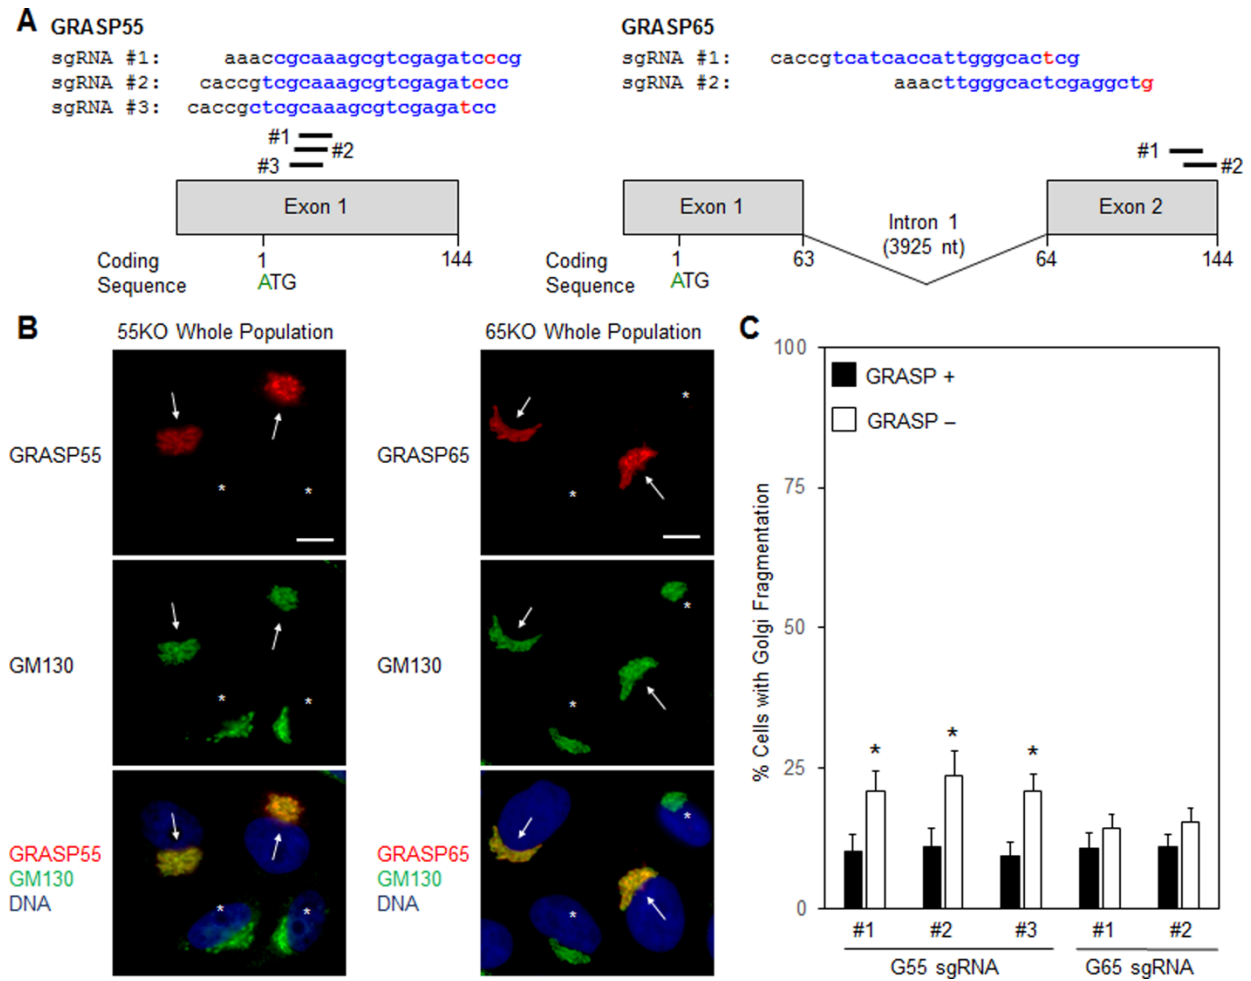 A
GRASP55
sgRNA #1: aaaccgcaaagcgtcgagatcccg
sgRNA #2: caccgtcgcaaagcgtcgagatccc
sgRNA #3: caccgctcgcaaagcgtcgagatcc
#1
#2
#3
Exon 1
Coding
Sequence
1
ATG
144
GRASP65
sgRNA #1: caccgtcatcaccattgggcactcg
sgRNA #2: aaacttgggcactcgaggctg
#1
#2
Exon 1
Intron 1
(3925 nt)
Exon 2
Coding
Sequence
1
ATG
63
64
144
B
55KO Whole Population
65KO Whole Population
GRASP55
* *
GRASP65
*
*
GM130
* *
GM130
*
*
GRASP55
GM130
DNA
* *
GRASP65
GM130
DNA
*
*
C
% Cells with Golgi Fragmentation
100
75
50
25
0
GRASP +
GRASP –
* * *
#1 #2 #3 #1 #2
G55 sgRNA G65 sgRNA